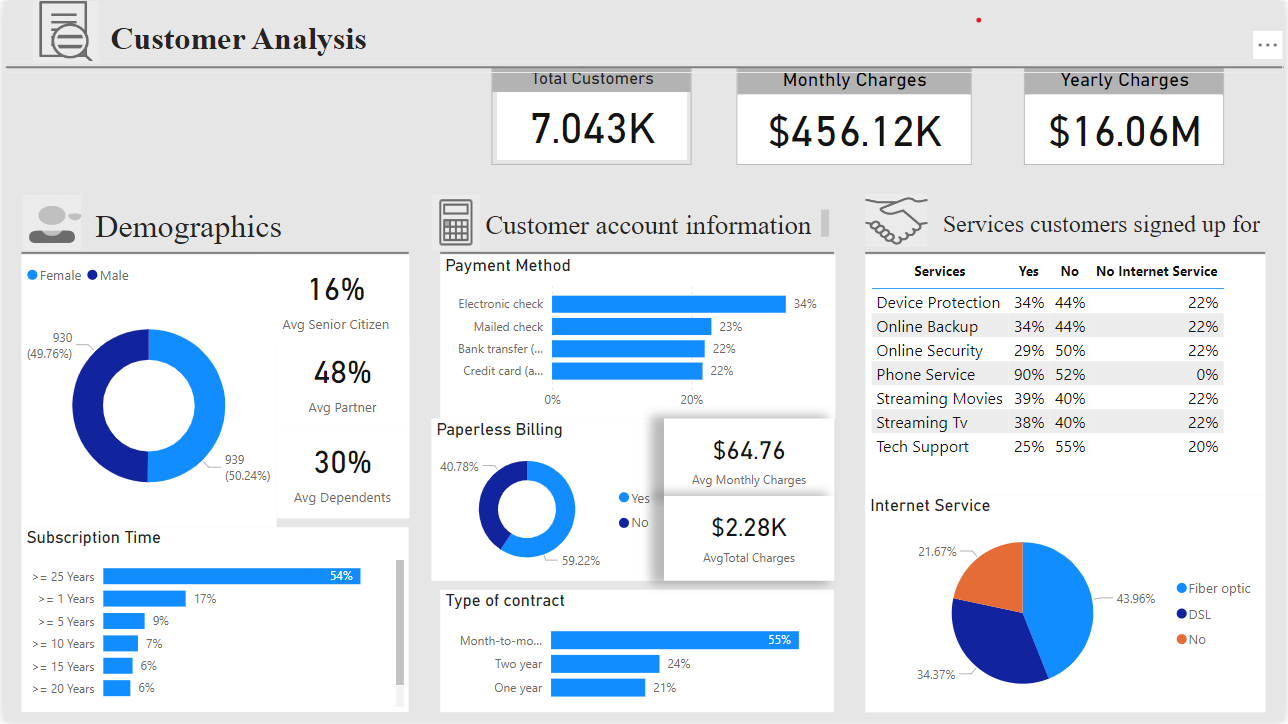 Customer Analysis
Total Customers
7.043K
Monthly Charges
$456.12K
Yearly Charges
$16.06M
Demographics
Female Male
930
(49.76%)
939
(50.24%)
16%
Avg Senior Citizen
48%
Avg Partner
30%
Avg Dependents
Subscription Time
>= 25 Years 54%
>= 1 Years 17%
>= 5 Years 9%
>= 10 Years 7%
>= 15 Years 6%
>= 20 Years 6%
Customer account information
Payment Method
Electronic check 34%
Mailed check 23%
Bank transfer (... 22%
Credit card (a... 22%
0% 20%
Paperless Billing
40.78%
59.22%
Yes
No
$64.76
Avg Monthly Charges
$2.28K
AvgTotal Charges
Type of contract
Month-to-mo... 55%
Two year 24%
One year 21%
Services customers signed up for
Services Yes No No Internet Service
Device Protection 34% 44% 22%
Online Backup 34% 44% 22%
Online Security 29% 50% 22%
Phone Service 90% 52% 0%
Streaming Movies 39% 40% 22%
Streaming Tv 38% 40% 22%
Tech Support 25% 55% 20%
Internet Service
21.67%
43.96%
34.37%
Fiber optic
DSL
No